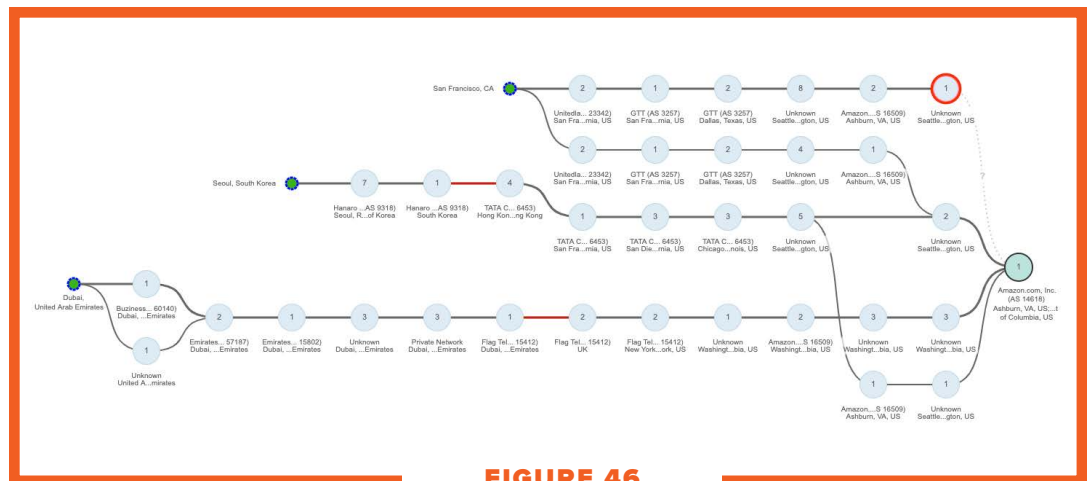 San Francisco, CA
2
1
2
8
2
1
Unitedla... 23342)
San Fra...mia, US
GTT (AS 3257)
San Fra...mia, US
GTT (AS 3257)
Dallas, Texas, US
Unknown
Seattle...gton, US
Amazon....S 16509)
Ashburn, VA, US
Unknown
Seattle...gton, US
2
1
2
4
1
?
Unitedla... 23342)
San Fra...mia, US
GTT (AS 3257)
San Fra...mia, US
GTT (AS 3257)
Dallas, Texas, US
Unknown
Seattle...gton, US
Amazon....S 16509)
Ashburn, VA, US
Seoul, South Korea
7
1
4
Hanaro ...AS 9318)
Seoul, R...of Korea
Hanaro ...AS 9318)
South Korea
TATA C... 6453)
Hong Kon...ng Kong
1
3
3
5
2
TATA C... 6453)
San Fra...mia, US
TATA C... 6453)
San Die...mia, US
TATA C... 6453)
Chicago...nois, US
Unknown
Seattle...gton, US
Unknown
Seattle...gton, US
1
Amazon.com, Inc.
(AS 14618)
Ashburn, VA, US;...t
of Columbia, US
Dubai,
United Arab Emirates
1
Buziness... 60140)
Dubai, ...Emirates
1
Unknown
United A...mirates
2
1
3
3
1
2
2
1
2
3
3
Emirates... 57187)
Dubai, ...Emirates
Emirates... 15802)
Dubai, ...Emirates
Unknown
Dubai, ...Emirates
Private Network
Dubai, ...Emirates
Flag Tel... 15412)
Dubai, ...Emirates
Flag Tel... 15412)
UK
Flag Tel... 15412)
New York...ork, US
Unknown
Washingt...bia, US
Amazon....S 16509)
Washingt...bia, US
Unknown
Washingt...bia, US
Unknown
Washingt...bia, US
1
1
Amazon....S 16509)
Ashburn, VA, US
Unknown
Seattle...gton, US
FIGURE 46